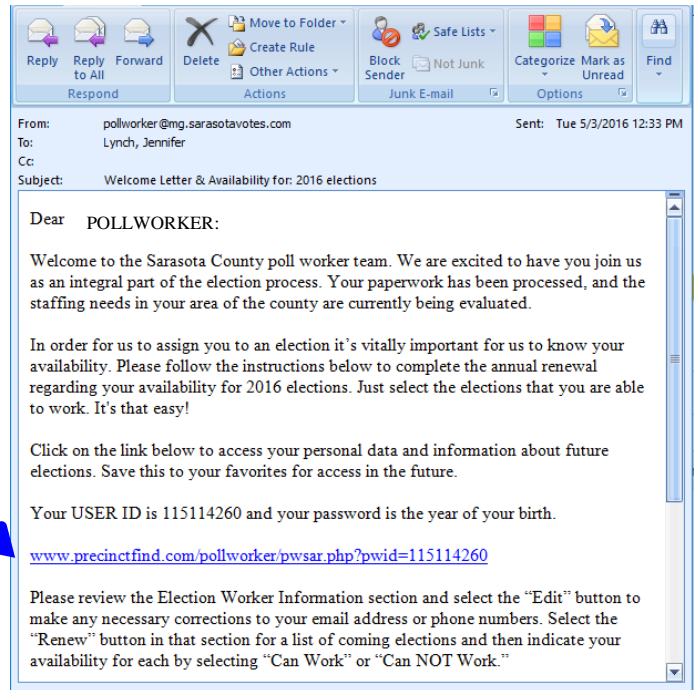 Reply Reply to All Forward Delete Move to Folder Create Rule Other Actions Block Sender Safe Lists Not Junk Categorize Mark as Unread Find
Respond Actions Junk E-mail Options
From: pollworker@mg.sarasotavotes.com Sent: Tue 5/3/2016 12:33 PM
To: Lynch, Jennifer
Cc:
Subject: Welcome Letter & Availability for: 2016 elections
Dear POLLWORKER:
Welcome to the Sarasota County poll worker team. We are excited to have you join us
as an integral part of the election process. Your paperwork has been processed, and the
staffing needs in your area of the county are currently being evaluated.
In order for us to assign you to an election it's vitally important for us to know your
availability. Please follow the instructions below to complete the annual renewal
regarding your availability for 2016 elections. Just select the elections that you are able
to work. It's that easy!
Click on the link below to access your personal data and information about future
elections. Save this to your favorites for access in the future.
Your USER ID is 115114260 and your password is the year of your birth.
www.precinctfind.com/pollworker/pwsar.php?pwid=115114260
Please review the Election Worker Information section and select the “Edit” button to
make any necessary corrections to your email address or phone numbers. Select the
“Renew” button in that section for a list of coming elections and then indicate your
availability for each by selecting “Can Work” or “Can NOT Work.”